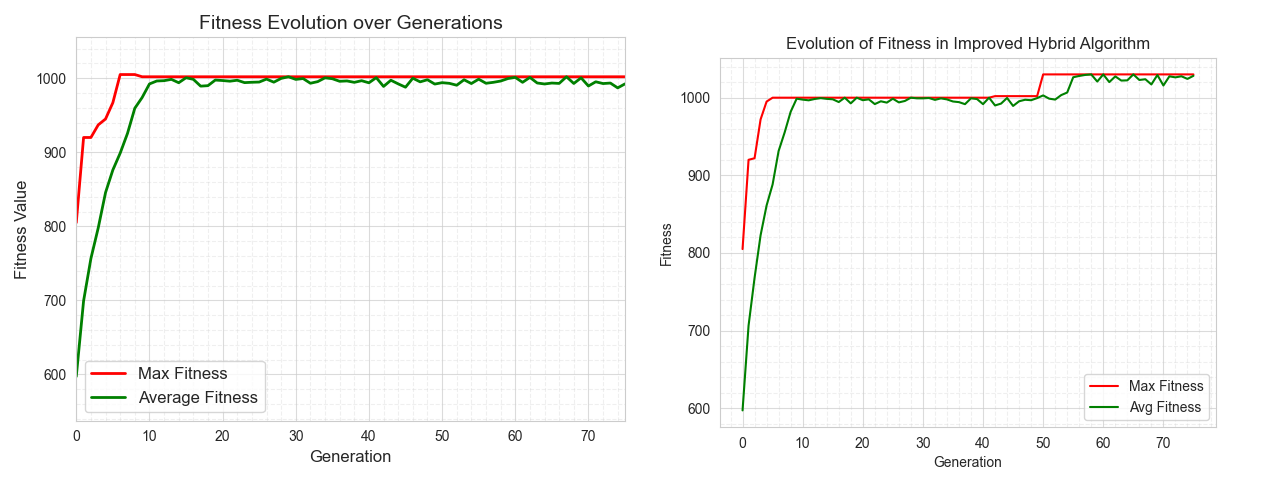 Fitness Evolution over Generations
Fitness Value
1000
900
800
700
600
Max Fitness
Average Fitness
0 10 20 30 40 50 60 70
Generation
Evolution of Fitness in Improved Hybrid Algorithm
Fitness
1000
900
800
700
600
Max Fitness
Avg Fitness
0 10 20 30 40 50 60 70
Generation